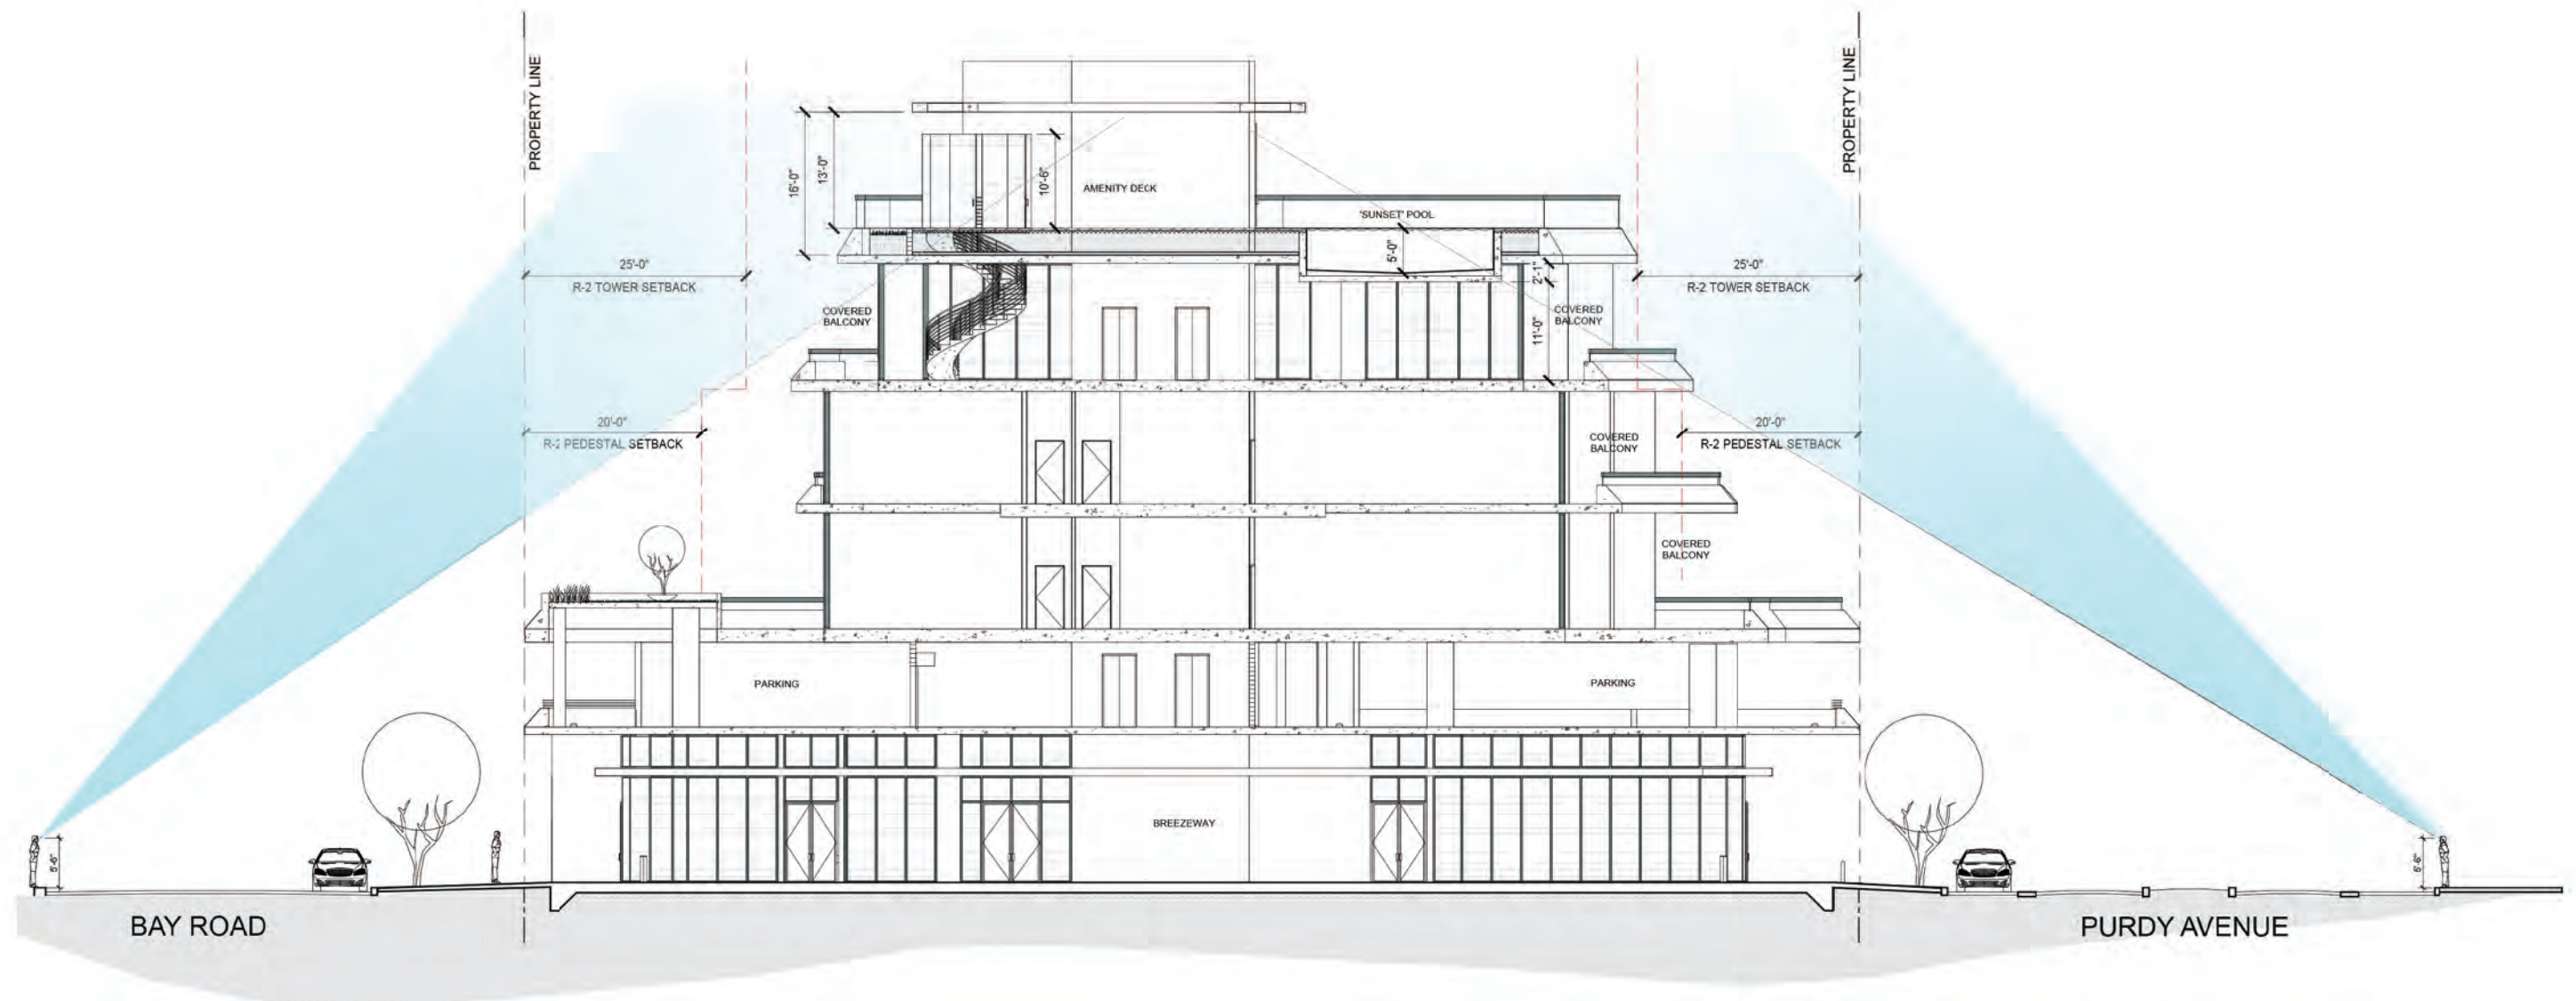 PROPERTY LINE
PROPERTY LINE
16'-0"
13'-0"
10'-6"
AMENITY DECK
'SUNSET' POOL
5'-0"
25'-0"
R-2 TOWER SETBACK
25'-0"
R-2 TOWER SETBACK
2'-1"
COVERED
BALCONY
COVERED
BALCONY
11'-0"
20'-0"
R-2 PEDESTAL SETBACK
COVERED
BALCONY
20'-0"
R-2 PEDESTAL SETBACK
COVERED
BALCONY
PARKING
PARKING
BREEZEWAY
5'-6"
BAY ROAD
PURDY AVENUE